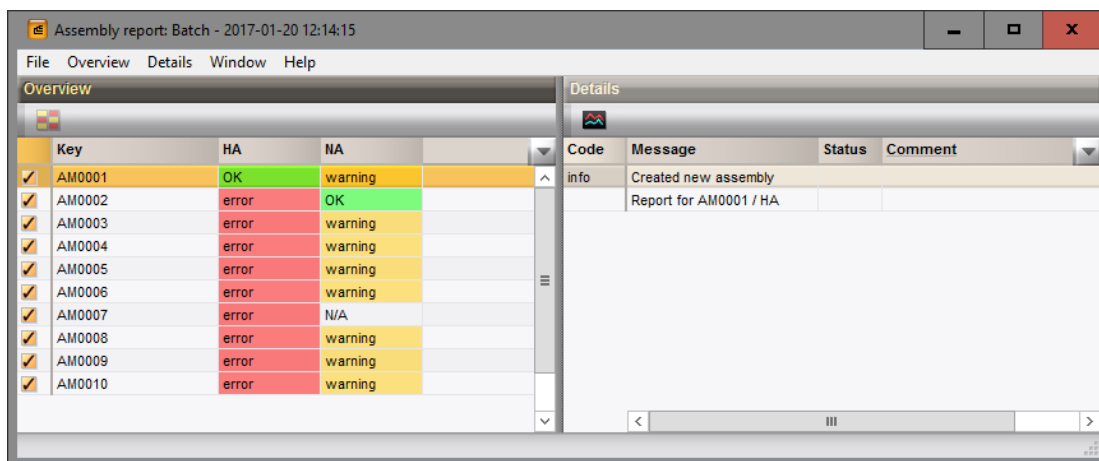 Assembly report: Batch - 2017-01-20 12:14:15
File Overview Details Window Help
Overview
Key HA NA
AM0001 OK warning
AM0002 error OK
AM0003 error warning
AM0004 error warning
AM0005 error warning
AM0006 error warning
AM0007 error N/A
AM0008 error warning
AM0009 error warning
AM0010 error warning
Details
Code Message Status Comment
info Created new assembly
Report for AM0001 / HA